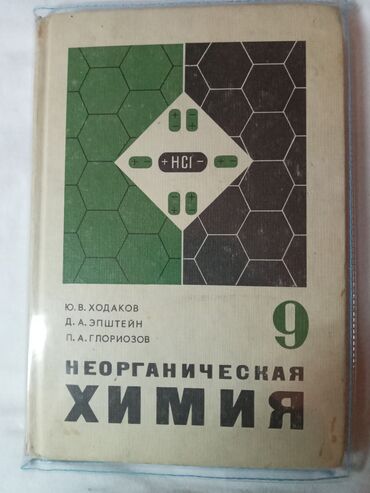 + HCl -
Ю. В. ХОДАКОВ
Д. А. ЭПШТЕЙН
П. А. ГЛОРИОЗОВ
9
НЕОРГАНИЧЕСКАЯ
ХИМИЯ